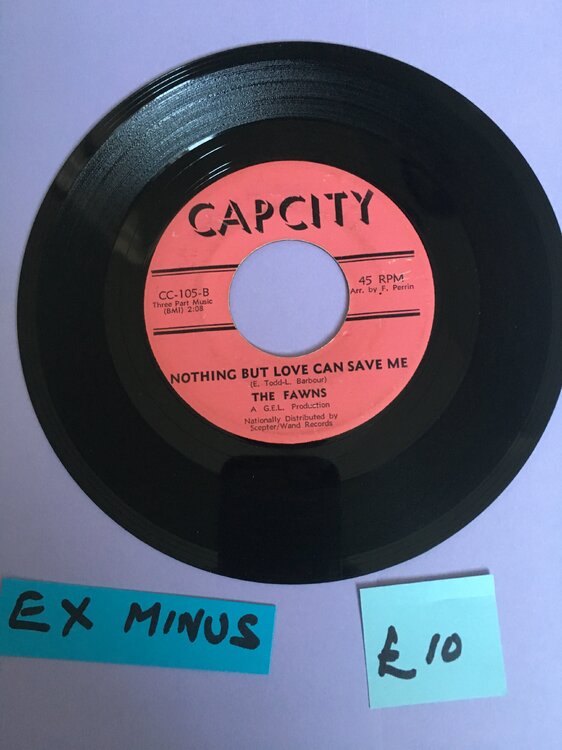 CAPCITY
CC-105-B
Three Part Music
(BMI) 2:08
45 RPM
Arr. by F. Perrin
NOTHING BUT LOVE CAN SAVE ME
(E. Todd-L. Barbour)
THE FAWNS
A G.E.L. Production
Nationally Distributed by
Scepter/Wand Records
EX MINUS
£10